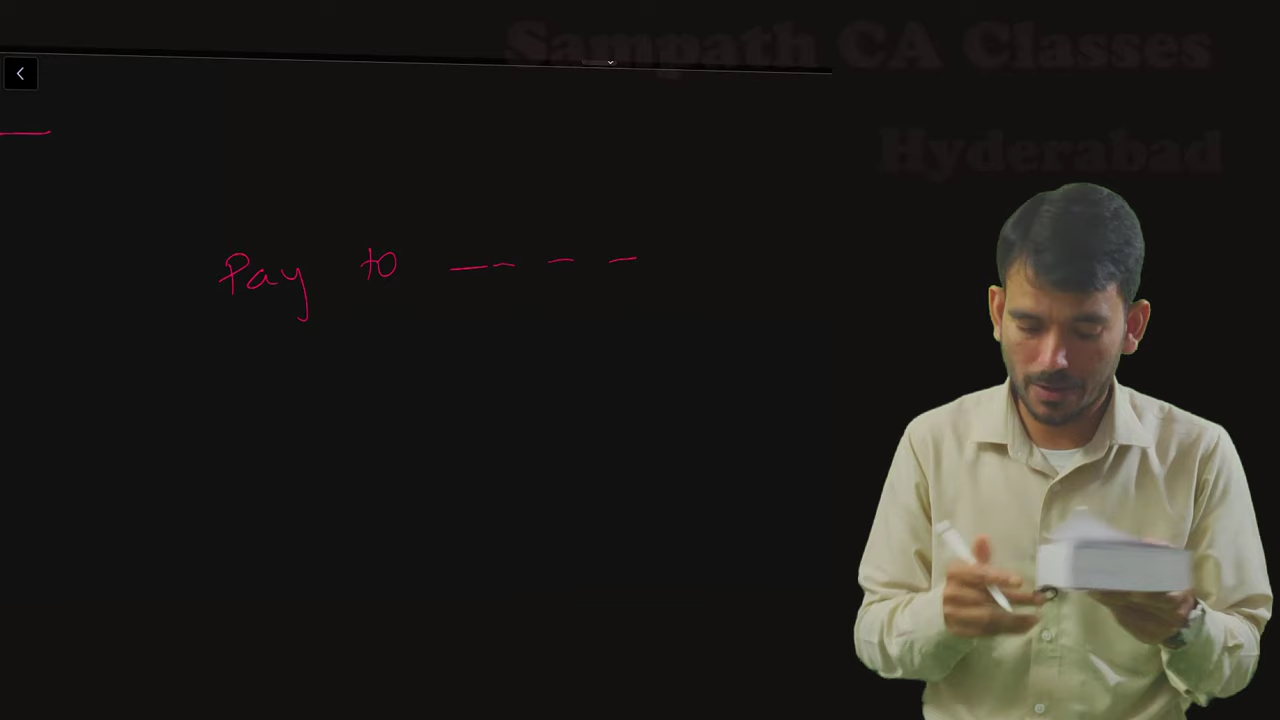 Sampath CA Classes
Hyderabad
Pay to — - - -